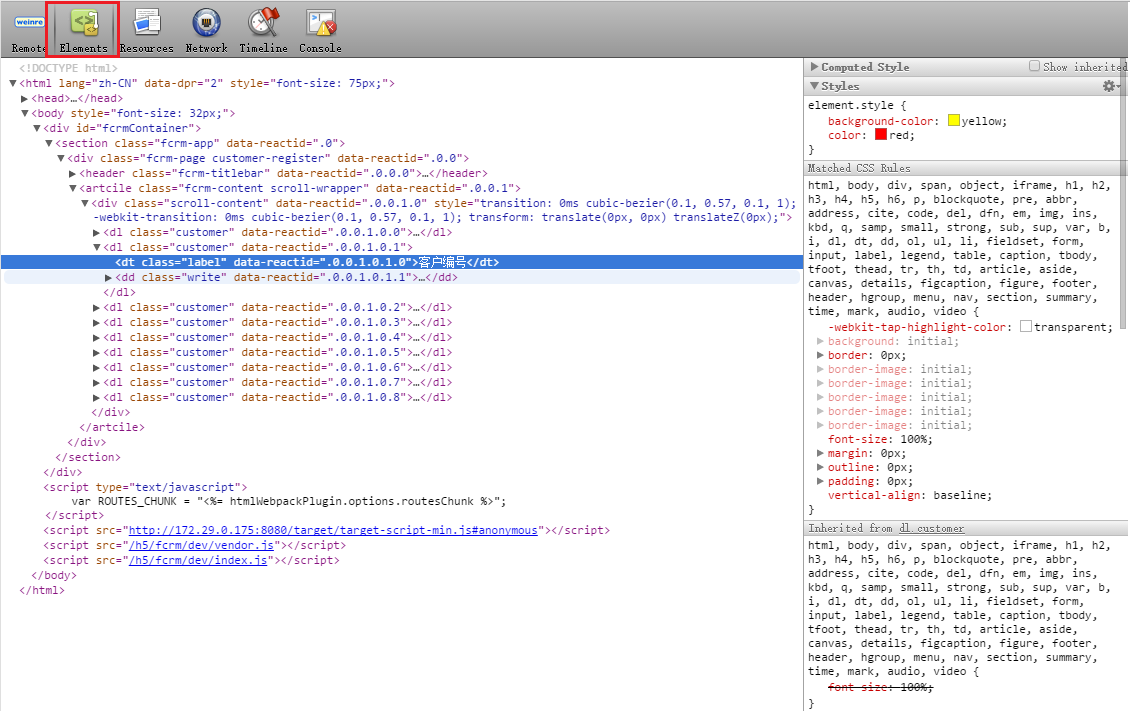 weinre
Remote Elements Resources Network Timeline Console
<!DOCTYPE html>
▼<html lang="zh-CN" data-dpr="2" style="font-size: 75px;">
▶<head>…</head>
▼<body style="font-size: 32px;">
▼<div id="fcrmContainer">
▼<section class="fcrm-app" data-reactid=".0">
▼<div class="fcrm-page customer-register" data-reactid=".0.0">
▶<header class="fcrm-titlebar" data-reactid=".0.0.0">…</header>
▼<artcile class="fcrm-content scroll-wrapper" data-reactid=".0.0.1">
▼<div class="scroll-content" data-reactid=".0.0.1.0" style="transition: 0ms cubic-bezier(0.1, 0.57, 0.1, 1);
-webkit-transition: 0ms cubic-bezier(0.1, 0.57, 0.1, 1); transform: translate(0px, 0px) translateZ(0px);">
▶<dl class="customer" data-reactid=".0.0.1.0.0">…</dl>
▼<dl class="customer" data-reactid=".0.0.1.0.1">
<dt class="label" data-reactid=".0.0.1.0.1.0">客户编号</dt>
▶<dd class="write" data-reactid=".0.0.1.0.1.1">…</dd>
</dl>
▶<dl class="customer" data-reactid=".0.0.1.0.2">…</dl>
▶<dl class="customer" data-reactid=".0.0.1.0.3">…</dl>
▶<dl class="customer" data-reactid=".0.0.1.0.4">…</dl>
▶<dl class="customer" data-reactid=".0.0.1.0.5">…</dl>
▶<dl class="customer" data-reactid=".0.0.1.0.6">…</dl>
▶<dl class="customer" data-reactid=".0.0.1.0.7">…</dl>
▶<dl class="customer" data-reactid=".0.0.1.0.8">…</dl>
</div>
</artcile>
</div>
</section>
</div>
<script type="text/javascript">
var ROUTES_CHUNK = "<%= htmlWebpackPlugin.options.routesChunk %>";
</script>
<script src="http://172.29.0.175:8080/target/target-script-min.js#anonymous"></script>
<script src="/h5/fcrm/dev/vendor.js"></script>
<script src="/h5/fcrm/dev/index.js"></script>
</body>
</html>
▶Computed Style Show inherited
▼Styles
element.style {
background-color: yellow;
color: red;
}
Matched CSS Rules
html, body, div, span, object, iframe, h1, h2,
h3, h4, h5, h6, p, blockquote, pre, abbr,
address, cite, code, del, dfn, em, img, ins,
kbd, q, samp, small, strong, sub, sup, var, b,
i, dl, dt, dd, ol, ul, li, fieldset, form,
input, label, legend, table, caption, tbody,
tfoot, thead, tr, th, td, article, aside,
canvas, details, figcaption, figure, footer,
header, hgroup, menu, nav, section, summary,
time, mark, audio, video {
-webkit-tap-highlight-color: transparent;
▶background: initial;
▶border: 0px;
▶border-image: initial;
▶border-image: initial;
▶border-image: initial;
▶border-image: initial;
▶border-image: initial;
font-size: 100%;
▶margin: 0px;
▶outline: 0px;
▶padding: 0px;
vertical-align: baseline;
}
Inherited from dl.customer
html, body, div, span, object, iframe, h1, h2,
h3, h4, h5, h6, p, blockquote, pre, abbr,
address, cite, code, del, dfn, em, img, ins,
kbd, q, samp, small, strong, sub, sup, var, b,
i, dl, dt, dd, ol, ul, li, fieldset, form,
input, label, legend, table, caption, tbody,
tfoot, thead, tr, th, td, article, aside,
canvas, details, figcaption, figure, footer,
header, hgroup, menu, nav, section, summary,
time, mark, audio, video {
font-size: 100%;
}